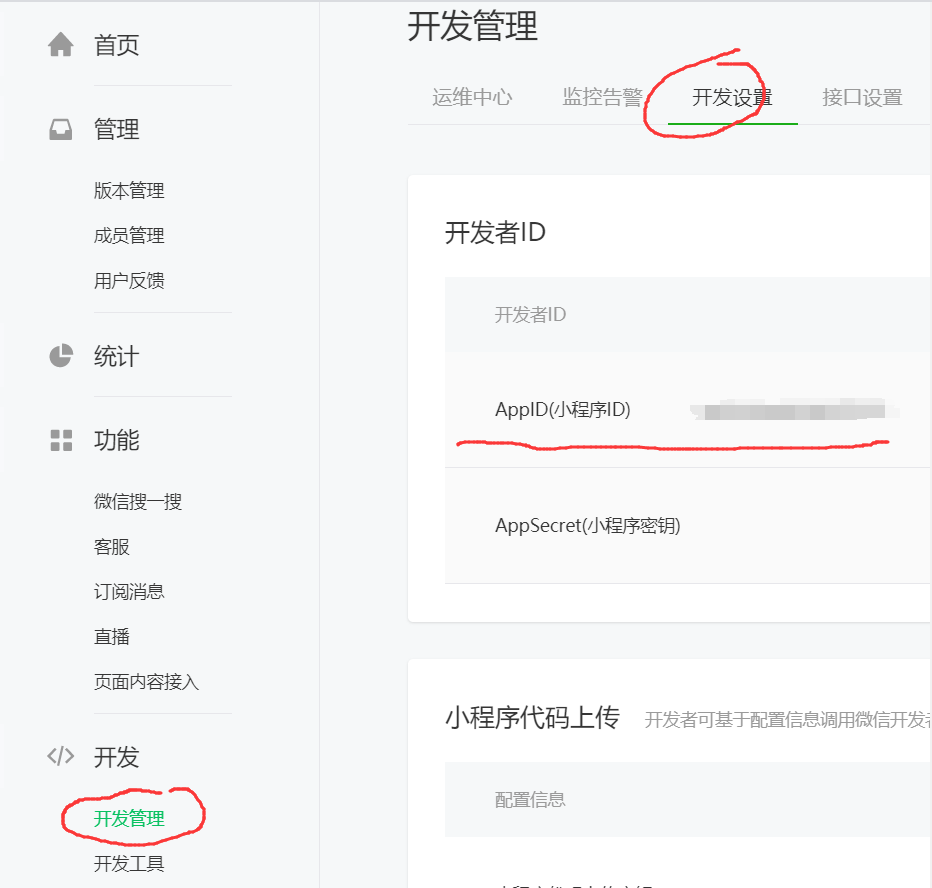 首页
管理
版本管理
成员管理
用户反馈
统计
功能
微信搜一搜
客服
订阅消息
直播
页面内容接入
开发
开发管理
开发工具
开发管理
运维中心 监控告警 开发设置 接口设置
开发者ID
开发者ID
AppID(小程序ID)
AppSecret(小程序密钥)
小程序代码上传 开发者可基于配置信息调用微信开发
配置信息